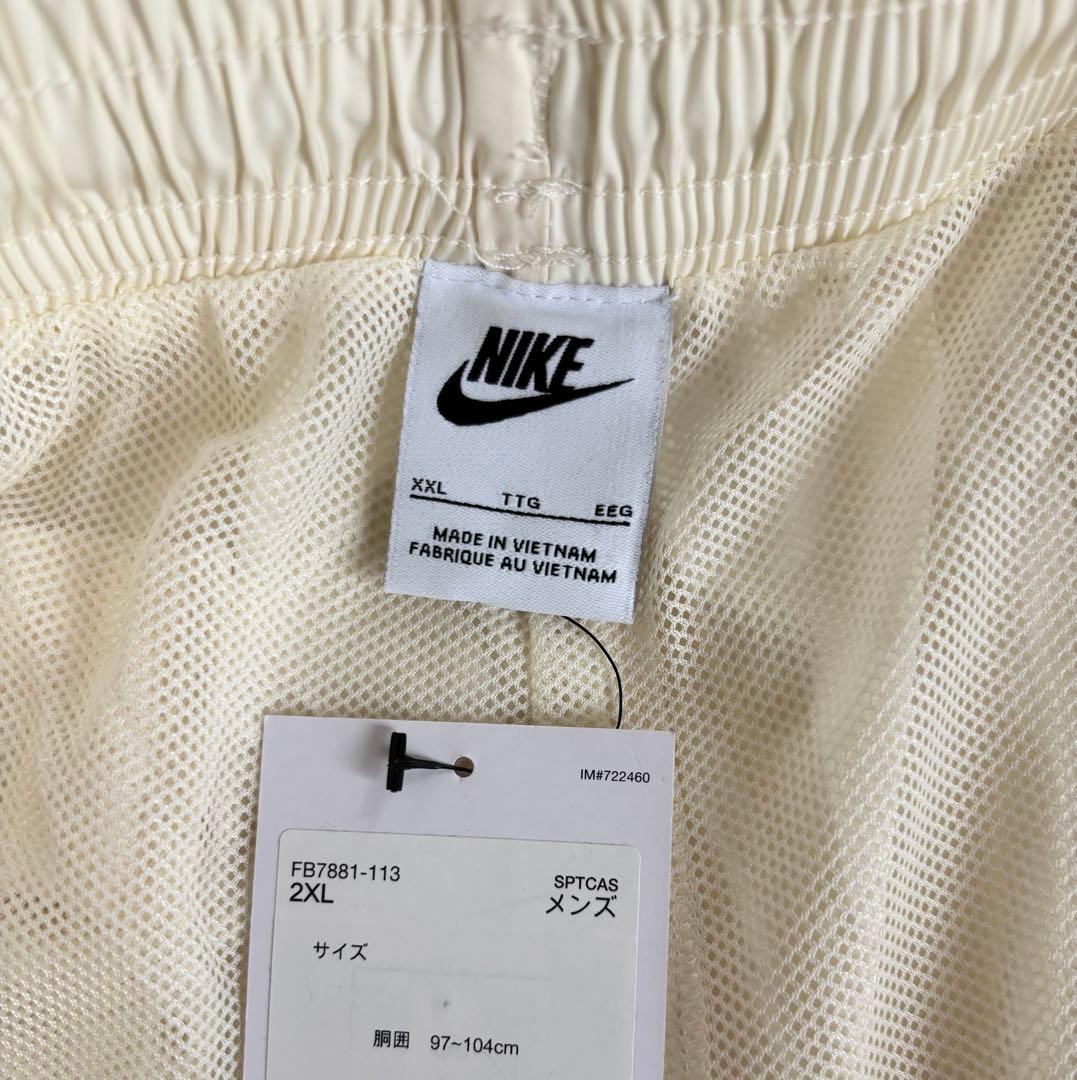 NIKE
XXL TTG EEG
MADE IN VIETNAM
FABRIQUE AU VIETNAM
IM#722460
FB7881-113 SPTCAS
2XL メンズ
サイズ
胴囲 97~104cm